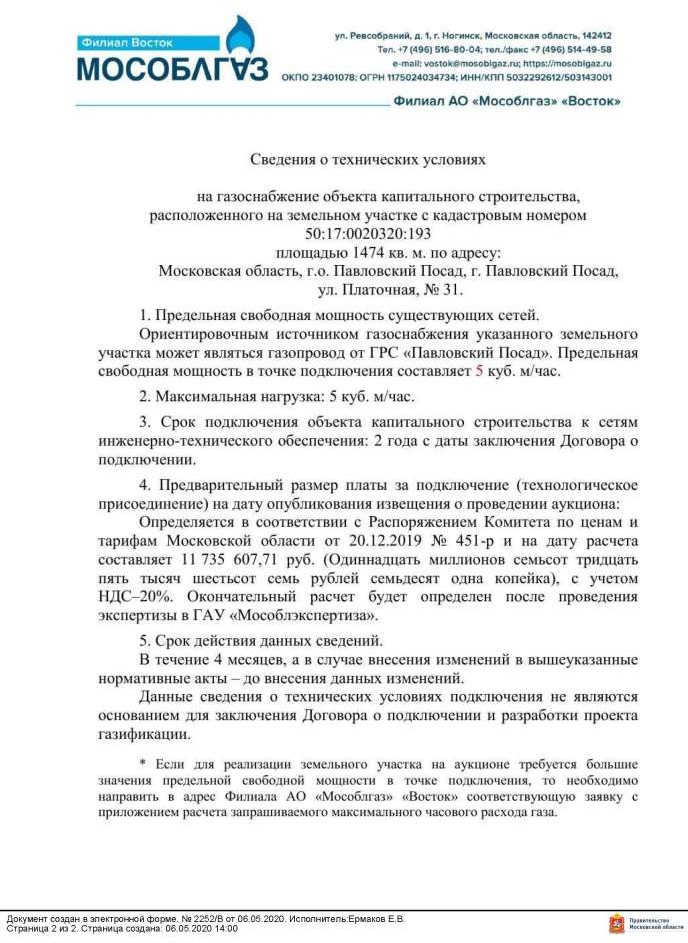 Филиал Восток
МОСОБЛГАЗ
ул. Ревсобраний, д. 1, г. Ногинск, Московская область, 142412
Тел. +7 (496) 516-80-04; тел./факс +7 (496) 514-49-58
e-mail: vostok@mosoblgaz.ru; https://mosoblgaz.ru
ОКПО 23401078; ОГРН 1175024034734; ИНН/КПП 5032292612/503143001
Филиал АО «Мособлгаз» «Восток»
Сведения о технических условиях
на газоснабжение объекта капитального строительства,
расположенного на земельном участке с кадастровым номером
50:17:0020320:193
площадью 1474 кв. м. по адресу:
Московская область, г.о. Павловский Посад, г. Павловский Посад,
ул. Платочная, № 31.
1. Предельная свободная мощность существующих сетей.
Ориентировочным источником газоснабжения указанного земельного
участка может являться газопровод от ГРС «Павловский Посад». Предельная
свободная мощность в точке подключения составляет 5 куб. м/час.
2. Максимальная нагрузка: 5 куб. м/час.
3. Срок подключения объекта капитального строительства к сетям
инженерно-технического обеспечения: 2 года с даты заключения Договора о
подключении.
4. Предварительный размер платы за подключение (технологическое
присоединение) на дату опубликования извещения о проведении аукциона:
Определяется в соответствии с Распоряжением Комитета по ценам и
тарифам Московской области от 20.12.2019 № 451-р и на дату расчета
составляет 11 735 607,71 руб. (Одиннадцать миллионов семьсот тридцать
пять тысяч шестьсот семь рублей семьдесят одна копейка), с учетом
НДС–20%. Окончательный расчет будет определен после проведения
экспертизы в ГАУ «Мособлэкспертиза».
5. Срок действия данных сведений.
В течение 4 месяцев, а в случае внесения изменений в вышеуказанные
нормативные акты – до внесения данных изменений.
Данные сведения о технических условиях подключения не являются
основанием для заключения Договора о подключении и разработки проекта
газификации.
* Если для реализации земельного участка на аукционе требуется большие
значения предельной свободной мощности в точке подключения, то необходимо
направить в адрес Филиала АО «Мособлгаз» «Восток» соответствующую заявку с
приложением расчета запрашиваемого максимального часового расхода газа.
Документ создан в электронной форме. № 2252/В от 06.05.2020. Исполнитель:Ермаков Е.В.
Страница 2 из 2. Страница создана: 06.05.2020 14:00
Правительство
Московской области